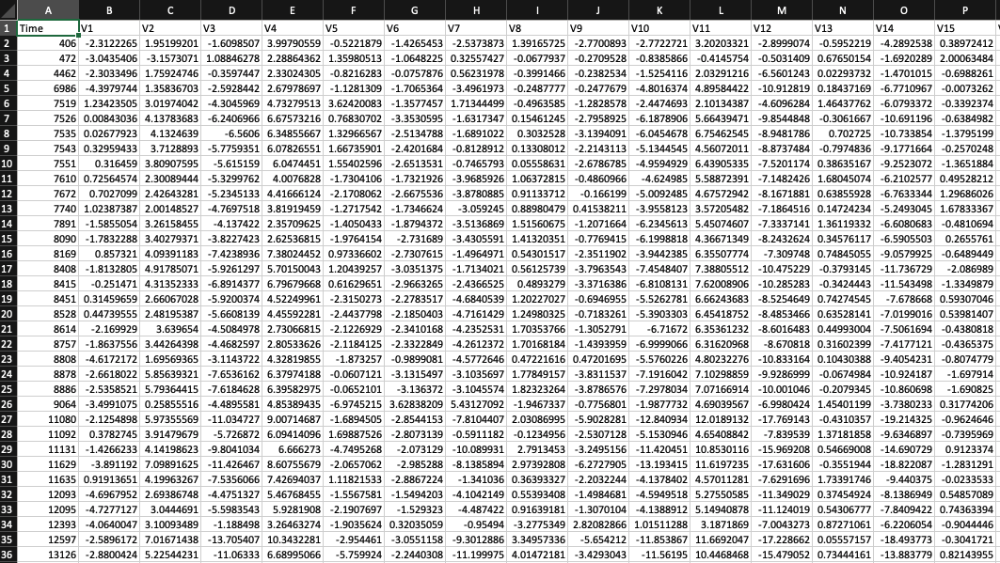 A B C D E F G H I J K L M N O P
1 Time V1 V2 V3 V4 V5 V6 V7 V8 V9 V10 V11 V12 V13 V14 V15
2 406 -2.3122265 1.95199201 -1.6098507 3.99790559 -0.5221879 -1.4265453 -2.5373873 1.39165725 -2.7700893 -2.7722721 3.20203321 -2.8999074 -0.5952219 -4.2892538 0.38972412
3 472 -3.0435406 -3.1573071 1.08846278 2.28864362 1.35980513 -1.0648225 0.32557427 -0.0677937 -0.2709528 -0.8385866 -0.4145754 -0.5031409 0.67650154 -1.6920289 2.00063484
4 4462 -2.3033496 1.75924746 -0.3597447 2.33024305 -0.8216283 -0.0757876 0.56231978 -0.3991466 -0.2382534 -1.5254116 2.03291216 -6.5601243 0.02293732 -1.4701015 -0.6988261
5 6986 -4.3979744 1.35836703 -2.5928442 2.67978697 -1.1281309 -1.7065364 -3.4961973 -0.2487777 -0.2477679 -4.8016374 4.89584422 -10.912819 0.18437169 -6.7710967 -0.0073262
6 7519 1.23423505 3.01974042 -4.3045969 4.73279513 3.62420083 -1.3577457 1.71344499 -0.4963585 -1.2828578 -2.4474693 2.10134387 -4.6096284 1.46437762 -6.0793372 -0.3392374
7 7526 0.00843036 4.13783683 -6.2406966 6.67573216 0.76830702 -3.3530595 -1.6317347 0.15461245 -2.7958925 -6.1878906 5.66439471 -9.8544848 -0.3061667 -10.691196 -0.6384982
8 7535 0.02677923 4.1324639 -6.5606 6.34855667 1.32966567 -2.5134788 -1.6891022 0.3032528 -3.1394091 -6.0454678 6.75462545 -8.9481786 0.702725 -10.733854 -1.3795199
9 7543 0.32959433 3.7128893 -5.7759351 6.07826551 1.66735901 -2.4201684 -0.8128912 0.13308012 -2.2143113 -5.1344545 4.56072011 -8.8737484 -0.7974836 -9.1771664 -0.2570248
10 7551 0.316459 3.80907595 -5.615159 6.0474451 1.55402596 -2.6513531 -0.7465793 0.05558631 -2.6786785 -4.9594929 6.43905335 -7.5201174 0.38635167 -9.2523072 -1.3651884
11 7610 0.72564574 2.30089444 -5.3299762 4.0076828 -1.7304106 -1.7321926 -3.9685926 1.06372815 -0.4860966 -4.624985 5.58872391 -7.1482426 1.68045074 -6.2102577 0.49528212
12 7672 0.7027099 2.42643281 -5.2345133 4.41666124 -2.1708062 -2.6675536 -3.8780885 0.91133712 -0.166199 -5.0092485 4.67572942 -8.1671881 0.63855928 -6.7633344 1.29686026
13 7740 1.02387387 2.00148527 -4.7697518 3.81919459 -1.2717542 -1.7346624 -3.059245 0.88980479 0.41538211 -3.9558123 3.57205482 -7.1864516 0.14724234 -5.2493045 1.67833367
14 7891 -1.5855054 3.26158455 -4.137422 2.35709625 -1.4050433 -1.8794372 -3.5136869 1.51560675 -1.2071664 -6.2345613 5.45074607 -7.3337141 1.36119332 -6.6080683 -0.4810694
15 8090 -1.7832288 3.40279371 -3.8227423 2.62536815 -1.9764154 -2.731689 -3.4305591 1.41320351 -0.7769415 -6.1998818 4.36671349 -8.2432624 0.34576117 -6.5905503 0.2655761
16 8169 0.857321 4.09391183 -7.4238936 7.38024452 0.97336602 -2.7307615 -1.4964971 0.54301517 -2.3511902 -3.9442385 6.35507774 -7.309748 0.74845055 -9.0579925 -0.6489449
17 8408 -1.8132805 4.91785071 -5.9261297 5.70150043 1.20439257 -3.0351375 -1.7134021 0.56125739 -3.7963543 -7.4548407 7.38805512 -10.475229 -0.3793145 -11.736729 -2.086989
18 8415 -0.251471 4.31352333 -6.8914377 6.79679668 0.61629651 -2.9663265 -2.4366525 0.4893279 -3.3716386 -6.8108131 7.62008906 -10.285283 -0.3424443 -11.543498 -1.3349879
19 8451 0.31459659 2.66067028 -5.9200374 4.52249961 -2.3150273 -2.2783517 -4.6840539 1.20227027 -0.6946955 -5.5262781 6.66243683 -8.5254649 0.74274545 -7.678668 0.59307046
20 8528 0.44739555 2.48195387 -5.6608139 4.45592281 -2.4437798 -2.1850403 -4.7161429 1.24980325 -0.7183261 -5.3903303 6.45418752 -8.4853466 0.63528141 -7.0199016 0.53981407
21 8614 -2.169929 3.639654 -4.5084978 2.73066815 -2.1226929 -2.3410168 -4.2352531 1.70353766 -1.3052791 -6.71672 6.35361232 -8.6016483 0.44993004 -7.5061694 -0.4380818
22 8757 -1.8637556 3.44264398 -4.4682597 2.80533626 -2.1184125 -2.3322849 -4.2612372 1.70168184 -1.4393959 -6.9999066 6.31620968 -8.670818 0.31602399 -7.4177121 -0.4365375
23 8808 -4.6172172 1.69569365 -3.1143722 4.32819855 -1.873257 -0.9899081 -4.5772646 0.47221616 0.47201695 -5.5760226 4.80232276 -10.833164 0.10430388 -9.4054231 -0.8074779
24 8878 -2.6618022 5.85639321 -7.6536162 6.37974188 -0.0607121 -3.1315497 -3.1035697 1.77849157 -3.8311537 -7.1916042 7.10298859 -9.9286999 -0.0674984 -10.924187 -1.697914
25 8886 -2.5358521 5.79364415 -7.6184628 6.39582975 -0.0652101 -3.136372 -3.1045574 1.82323264 -3.8786576 -7.2978034 7.07166914 -10.001046 -0.2079345 -10.860698 -1.690825
26 9064 -3.4991075 0.25855516 -4.4895581 4.85389435 -6.9745215 3.62838209 5.43127092 -1.9467337 -0.7756801 -1.9877732 4.69039567 -6.9980424 1.45401199 -3.7380233 0.31774206
27 11080 -2.1254898 5.97355569 -11.034727 9.00714687 -1.6894505 -2.8544153 -7.8104407 2.03086995 -5.9028281 -12.840934 12.0189132 -17.769143 -0.4310357 -19.214325 -0.9624646
28 11092 0.3782745 3.91479679 -5.726872 6.09414096 1.69887526 -2.8073139 -0.5911182 -0.1234956 -2.5307128 -5.1530946 4.65408842 -7.839539 1.37181858 -9.6346897 -0.7395969
29 11131 -1.4266233 4.14198623 -9.8041034 6.666273 -4.7495268 -2.073129 -10.089931 2.7913453 -3.2495156 -11.420451 10.8530116 -15.969208 0.54669008 -14.690729 0.9123374
30 11629 -3.891192 7.09891625 -11.426467 8.60755679 -2.0657062 -2.985288 -8.1385894 2.97392808 -6.2727905 -13.193415 11.6197235 -17.631606 -0.3551944 -18.822087 -1.2831291
31 11635 0.91913651 4.19963267 -7.5356066 7.42694037 1.11821533 -2.8867224 -1.341036 0.36393327 -2.2032244 -4.1378402 4.57011281 -7.6291696 1.73391746 -9.440375 -0.0233533
32 12093 -4.6967952 2.69386748 -4.4751327 5.46768455 -1.5567581 -1.5494203 -4.1042149 0.55393408 -1.4984681 -4.5949518 5.27550585 -11.349029 0.37454924 -8.1386949 0.54857089
33 12095 -4.7277127 3.0444691 -5.5983543 5.9281908 -2.1907697 -1.529323 -4.487422 0.91639181 -1.3070104 -4.1388912 5.14940878 -11.124019 0.54306777 -7.8409422 0.74363394
34 12393 -4.0640047 3.10093489 -1.188498 3.26463274 -1.9035624 0.32035059 -0.95494 -3.2775349 2.82082866 1.01511288 3.1871869 -7.0043273 0.87271061 -6.2206054 -0.9044446
35 12597 -2.5896172 7.01671438 -13.705407 10.3432281 -2.954461 -3.0551158 -9.3012886 3.34957336 -5.654212 -11.853867 11.6692047 -17.228662 0.05557157 -18.493773 -0.3041721
36 13126 -2.8800424 5.22544231 -11.06333 6.68995066 -5.759924 -2.2440308 -11.199975 4.01472181 -3.4293043 -11.56195 10.4468468 -15.479052 0.73444161 -13.883779 0.82143953